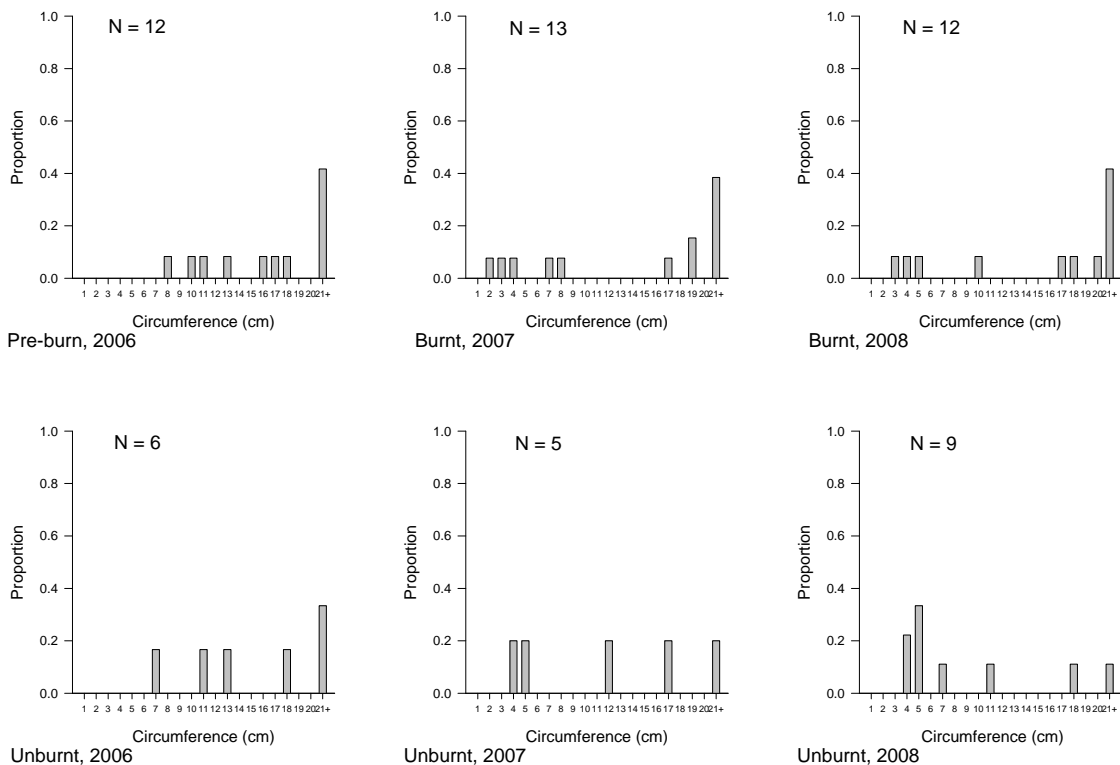 N = 12
1.0
0.8
0.6
0.4
0.2
0.0
Proportion
1 2 3 4 5 6 7 8 9 10 11 12 13 14 15 16 17 18 19 20 21+
Circumference (cm)
Pre-burn, 2006
N = 13
1.0
0.8
0.6
0.4
0.2
0.0
Proportion
1 2 3 4 5 6 7 8 9 10 11 12 13 14 15 16 17 18 19 20 21+
Circumference (cm)
Burnt, 2007
N = 12
1.0
0.8
0.6
0.4
0.2
0.0
Proportion
1 2 3 4 5 6 7 8 9 10 11 12 13 14 15 16 17 18 19 20 21+
Circumference (cm)
Burnt, 2008
N = 6
1.0
0.8
0.6
0.4
0.2
0.0
Proportion
1 2 3 4 5 6 7 8 9 10 11 12 13 14 15 16 17 18 19 20 21+
Circumference (cm)
Unburnt, 2006
N = 5
1.0
0.8
0.6
0.4
0.2
0.0
Proportion
1 2 3 4 5 6 7 8 9 10 11 12 13 14 15 16 17 18 19 20 21+
Circumference (cm)
Unburnt, 2007
N = 9
1.0
0.8
0.6
0.4
0.2
0.0
Proportion
1 2 3 4 5 6 7 8 9 10 11 12 13 14 15 16 17 18 19 20 21+
Circumference (cm)
Unburnt, 2008